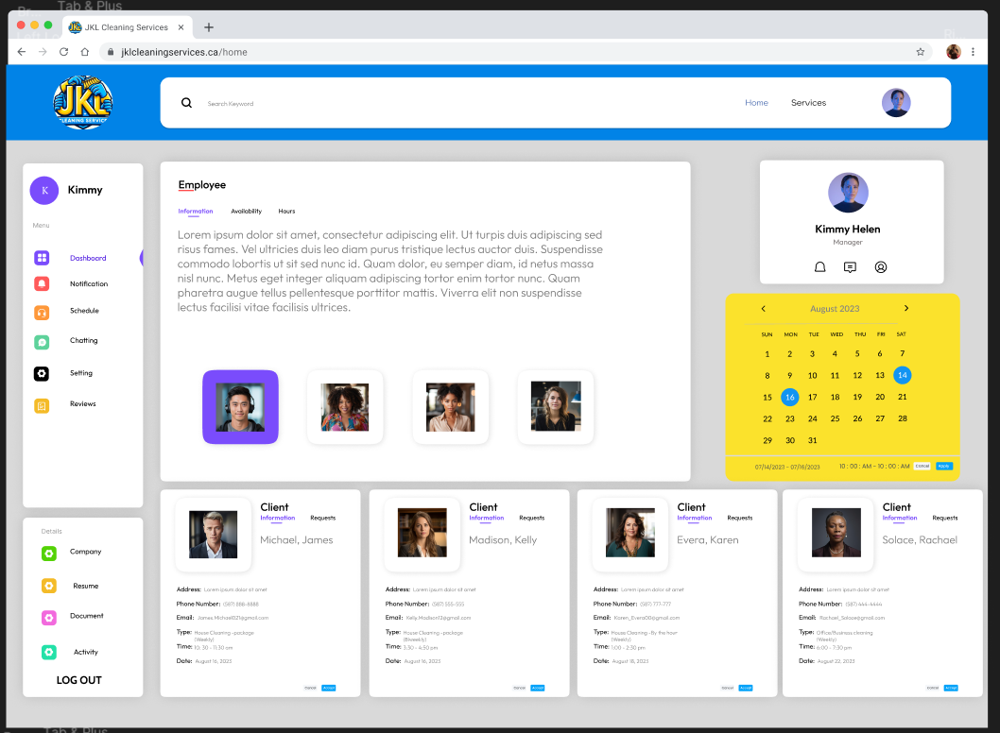 Tab & Plus
JKL Cleaning Services
jklcleaningservices.ca/home
JKL
CLEANING SERVICE
Search Keyword
Home
Services
K
Kimmy
Menu
Dashboard
Notification
Schedule
Chatting
Setting
Reviews
Details
Company
Resume
Document
Activity
LOG OUT
Employee
Information
Availability
Hours
Lorem ipsum dolor sit amet, consectetur adipiscing elit. Ut turpis duis adipiscing sed
risus fames. Vel ultricies duis leo diam purus tristique lectus auctor duis. Suspendisse
commodo lobortis ut sit sed nunc id. Quam dolor, eu semper diam, id netus massa
nisl nunc. Metus eget integer aliquam adipiscing tortor enim tortor nunc. Quam
pharetra augue tellus pellentesque porttitor mattis. Viverra elit non suspendisse
lectus facilisi vitae facilisis ultrices.
Kimmy Helen
Manager
August 2023
SUN MON TUE WED THU FRI SAT
1 2 3 4 5 6 7
8 9 10 11 12 13 14
15 16 17 18 19 20 21
22 23 24 25 26 27 28
29 30 31
07/14/2023 - 07/16/2023
10 : 00 : AM - 10 : 00 : AM
Cancel
Apply
Client
Information
Requests
Michael, James
Address: Lorem ipsum dolor sit amet
Phone Number: (587) 888-8888
Email: James.Michael021@gmail.com
Type: House Cleaning -package
(Weekly)
Time: 10: 30 - 11:30 am
Date: August 16, 2023
Cancel
Accept
Client
Information
Requests
Madison, Kelly
Address: Lorem ipsum dolor sit amet
Phone Number: (587) 555-555
Email: Kelly.Madison12@gmail.com
Type: House Cleaning -package
(Biweekly)
Time: 3:30 - 4:50 pm
Date: August 16, 2023
Cancel
Accept
Client
Information
Requests
Evera, Karen
Address: Lorem ipsum dolor sit amet
Phone Number: (587) 777-777
Email: Karen_Evera00@gmail.com
Type: House Cleaning -By the hour
(Weekly)
Time: 1:00 - 2:30 pm
Date: August 18, 2023
Cancel
Accept
Client
Information
Requests
Solace, Rachael
Address: Lorem ipsum dolor sit amet
Phone Number: (587) 444-4444
Email: Rachael_Solace@gmail.com
Type: Office/Business cleaning
(Weekly)
Time: 6:00 - 7:30 pm
Date: August 22, 2023
Cancel
Accept
Tab & Plus